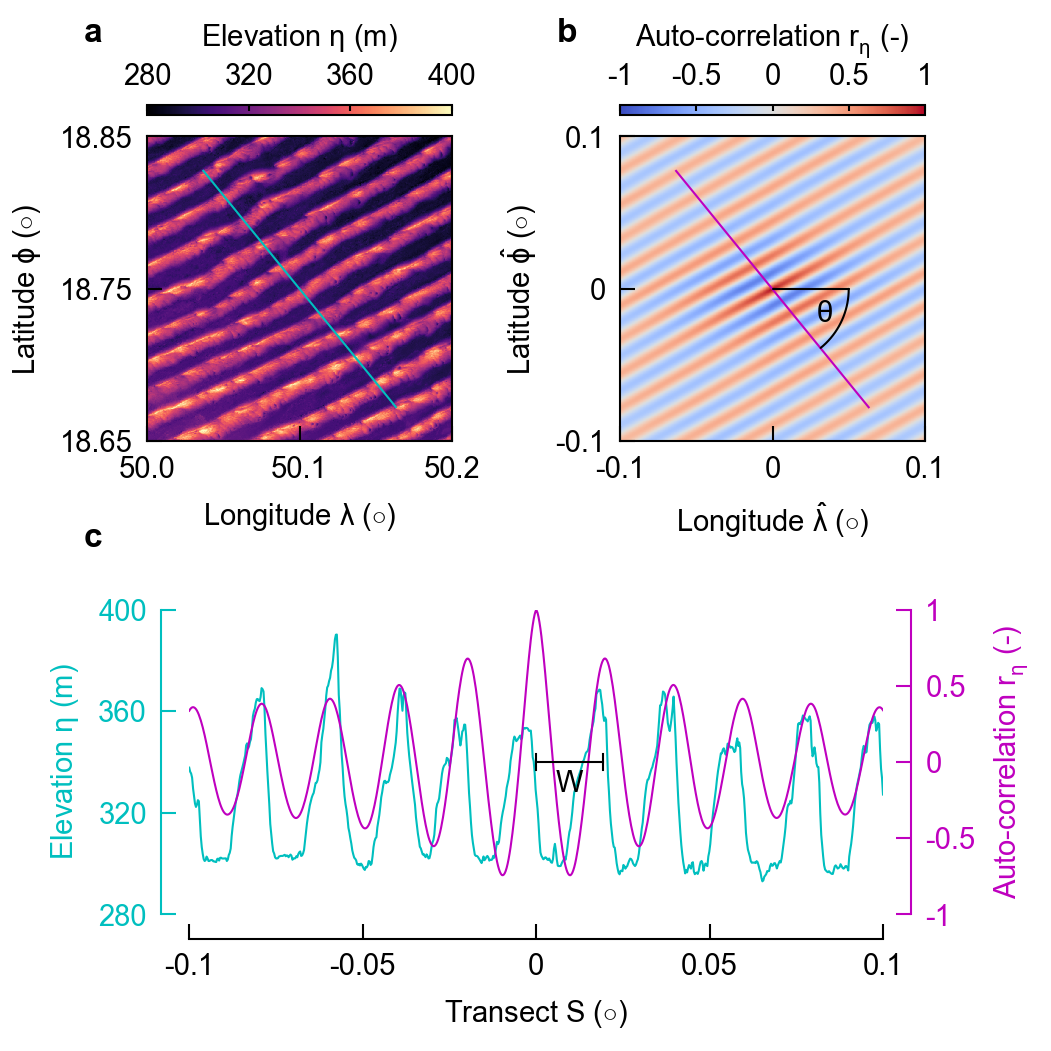 a
Elevation η (m)
280 320 360 400
18.85
18.75
18.65
Latitude ϕ (○)
50.0 50.1 50.2
Longitude λ (○)
b
Auto-correlation rη (-)
-1 -0.5 0 0.5 1
0.1
0
-0.1
Latitude ϕ̂ (○)
θ
-0.1 0 0.1
Longitude λ̂ (○)
c
400
360
320
280
Elevation η (m)
W
1
0.5
0
-0.5
-1
Auto-correlation rη (-)
-0.1 -0.05 0 0.05 0.1
Transect S (○)